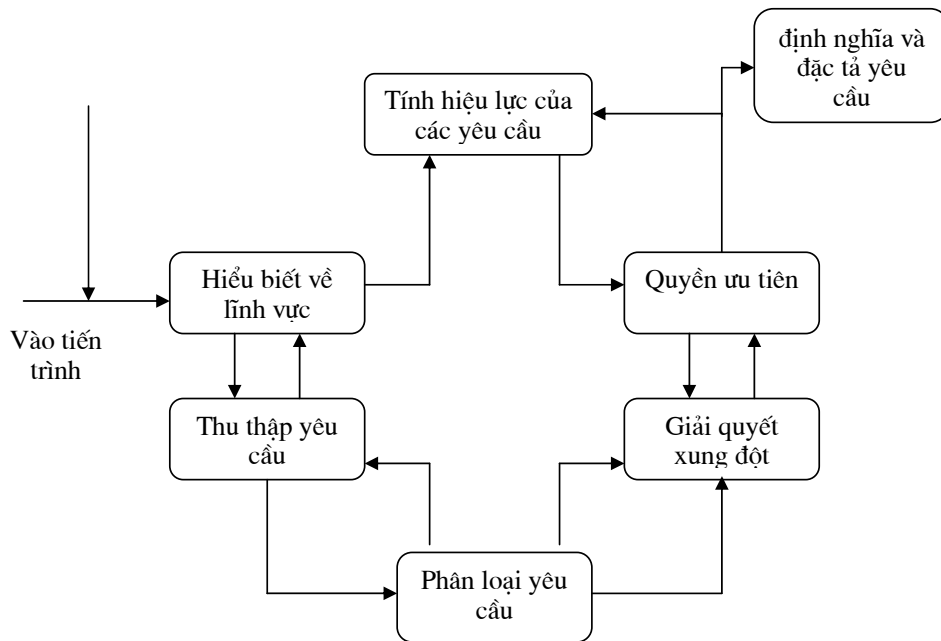 định nghĩa và
đặc tả yêu
cầu
Tính hiệu lực của
các yêu cầu
Hiểu biết về
lĩnh vực
Quyền ưu tiên
Vào tiến
trình
Thu thập yêu
cầu
Giải quyết
xung đột
Phân loại yêu
cầu